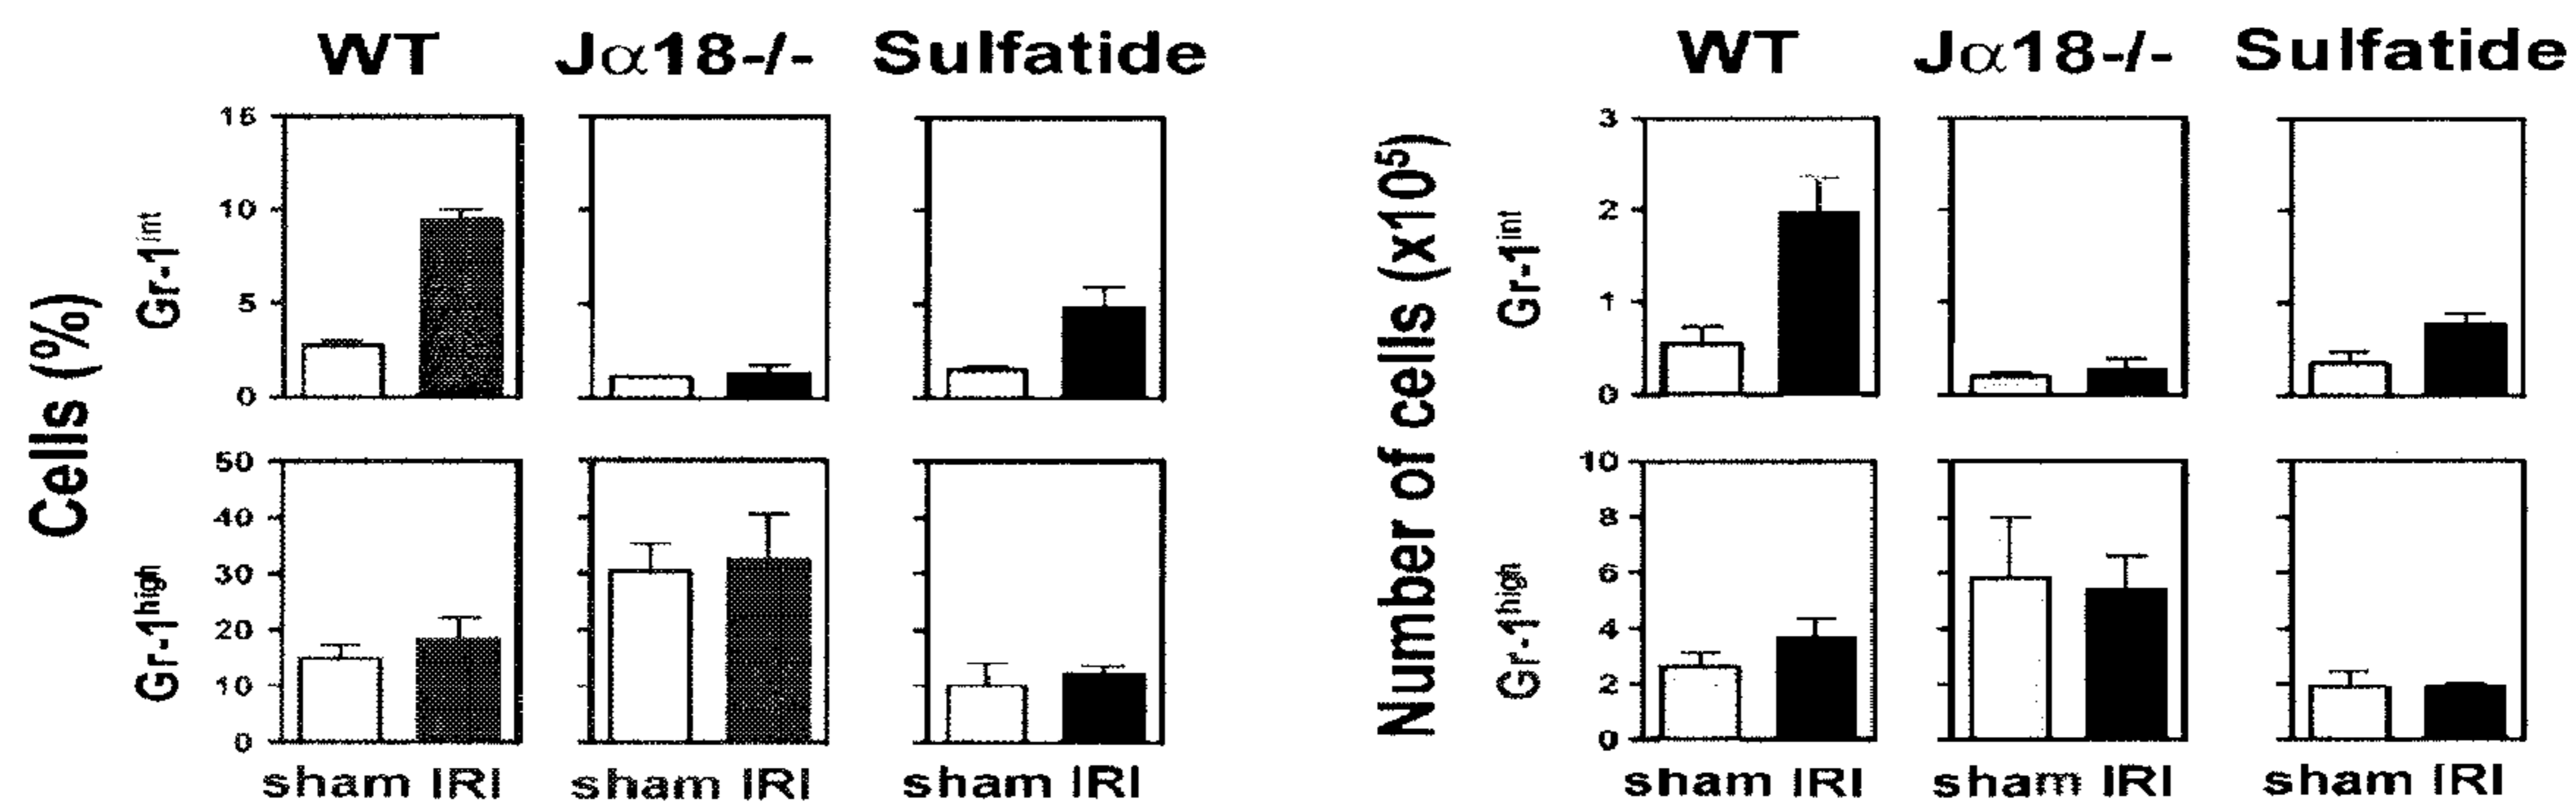 WT Jα18-/- Sulfatide WT Jα18-/- Sulfatide
Cells (%)
Gr-1int
15
10
5
0
Gr-1high
50
40
30
20
10
0
sham IRI sham IRI sham IRI
Number of cells (x10⁵)
Gr-1int
3
2
1
0
Gr-1high
10
8
6
4
2
0
sham IRI sham IRI sham IRI